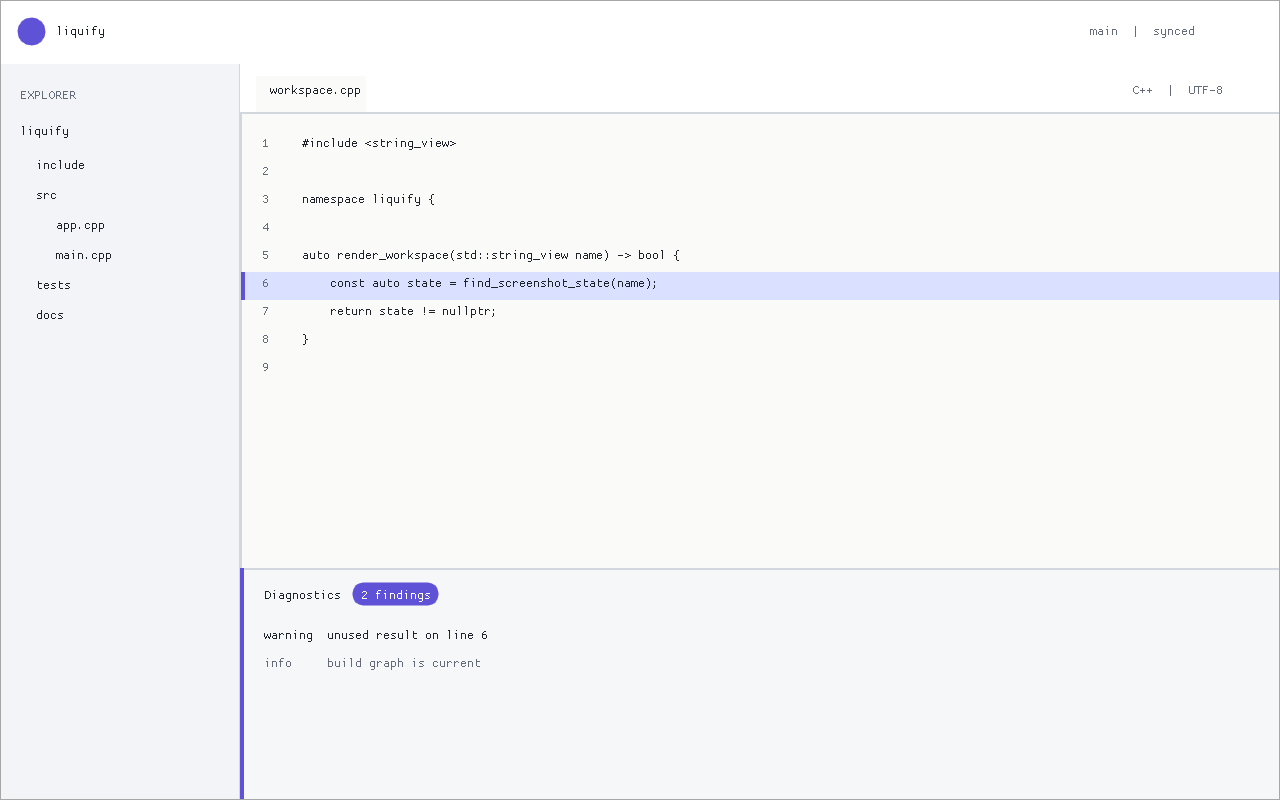 liquify
main | synced
EXPLORER
liquify
include
src
app.cpp
main.cpp
tests
docs
workspace.cpp
C++ | UTF-8
1 #include <string_view>
2
3 namespace liquify {
4
5 auto render_workspace(std::string_view name) -> bool {
6     const auto state = find_screenshot_state(name);
7     return state != nullptr;
8 }
9
Diagnostics 2 findings
warning unused result on line 6
info build graph is current